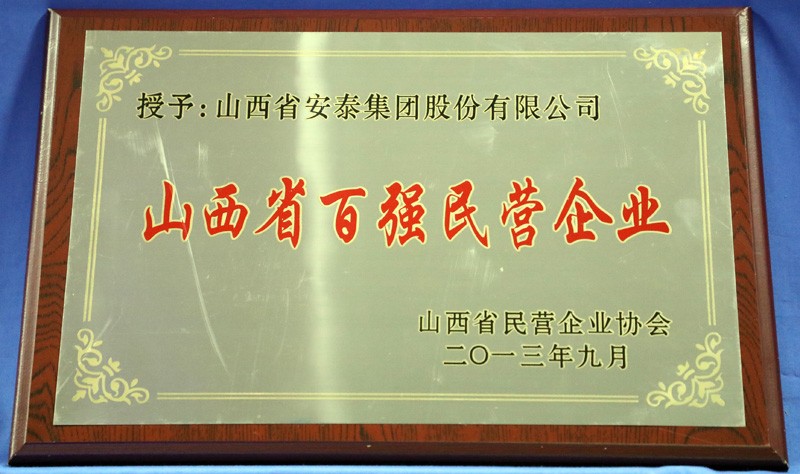 授予：山西省安泰集团股份有限公司
山西省百强民营企业
山西省民营企业协会
二〇一三年九月